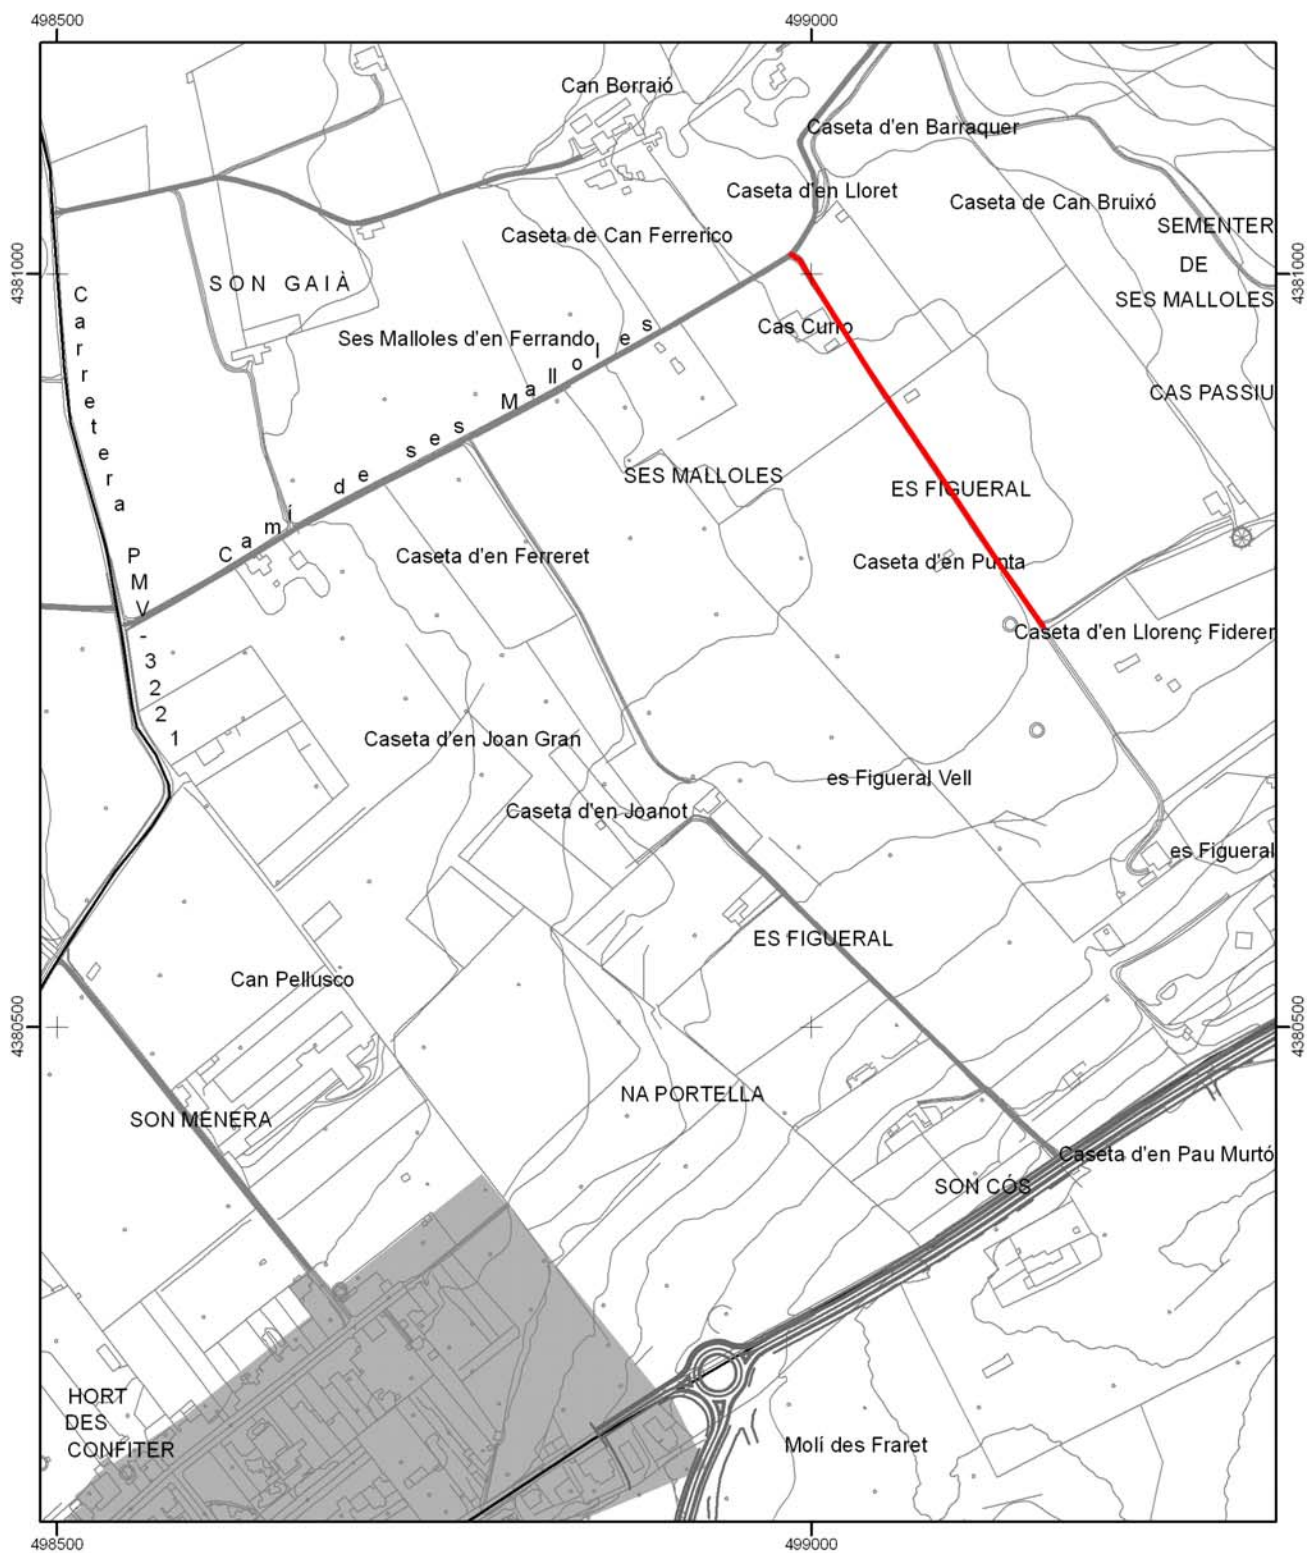 498500
499000
Can Borraió
Caseta d'en Barraquer
Caseta d'en Lloret
Caseta de Can Bruixó
SEMENTER
DE
SES MALLOLES
Caseta de Can Ferrerico
4381000
4381000
SON GAIÀ
Cas Curro
Ses Malloles d'en Ferrando
CAS PASSIU
Carretera PMV-3221
Camí de ses Malloles
SES MALLOLES
ES FIGUERAL
Caseta d'en Ferreret
Caseta d'en Punta
Caseta d'en Llorenç Fiderer
Caseta d'en Joan Gran
es Figueral Vell
Caseta d'en Joanot
es Figueral
ES FIGUERAL
Can Pellusco
4380500
4380500
NA PORTELLA
SON MENERA
Caseta d'en Pau Murtó
SON CÓS
HORT
DES
CONFITER
Molí des Fraret
498500
499000